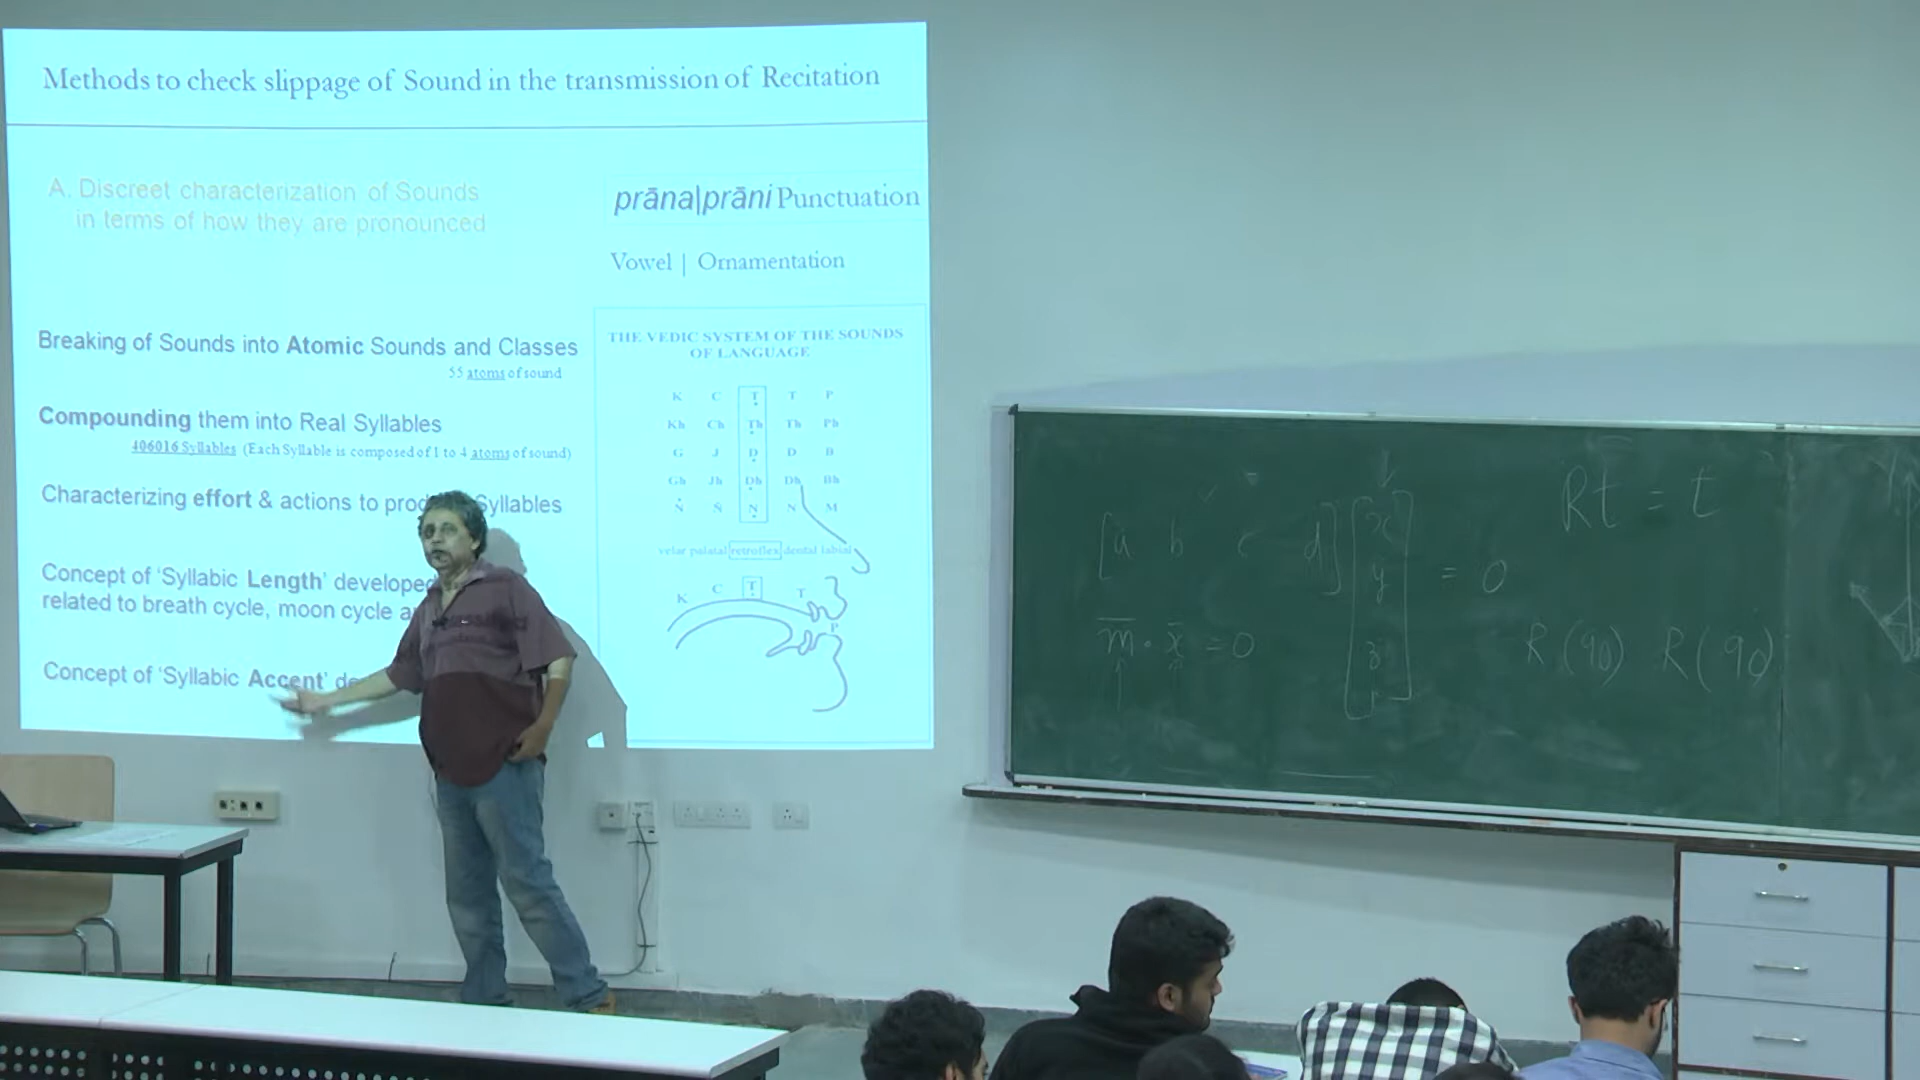 Methods to check slippage of Sound in the transmission of Recitation
A. Discreet characterization of Sounds
in terms of how they are pronounced
prāna|prāni Punctuation
Vowel | Ornamentation
Breaking of Sounds into Atomic Sounds and Classes
55 atoms of sound
Compounding them into Real Syllables
406016 Syllables (Each Syllable is composed of 1 to 4 atoms of sound)
Characterizing effort & actions to Syllables
Concept of 'Syllabic Length' developed
related to breath cycle, moon cycle
Concept of 'Syllabic Accent'
THE VEDIC SYSTEM OF THE SOUNDS
OF LANGUAGE
K C Ṭ T P
Kh Ch Ṭh Th Ph
G J Ḍ D B
Gh Jh Ḍh Dh Bh
Ṅ Ñ Ṇ N M
velar palatal retroflex dental labial
K C Ṭ T
P
[a b c d] [x
y
z
= 0
m̅ · x̅ = 0
Rt = t
R (90) R (90)